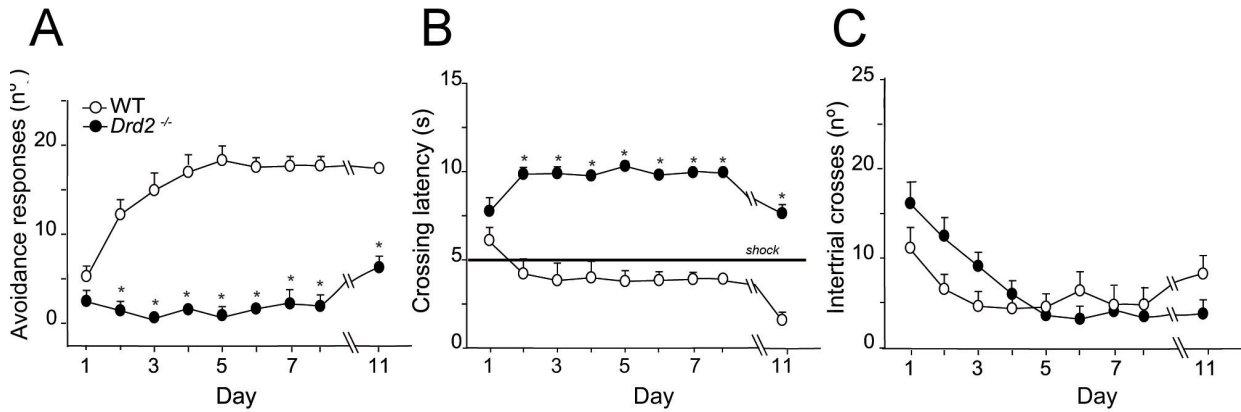 A
B
C
Avoidance responses (nº)
20
10
0
WT
Drd2 -/-
* * * * * * * *
1 3 5 7 11
Day
Crossing latency (s)
15
10
5
0
* * * * * * * *
shock
1 3 5 7 11
Day
Intertrial crosses (nº)
25
20
15
10
5
0
1 3 5 7 11
Day